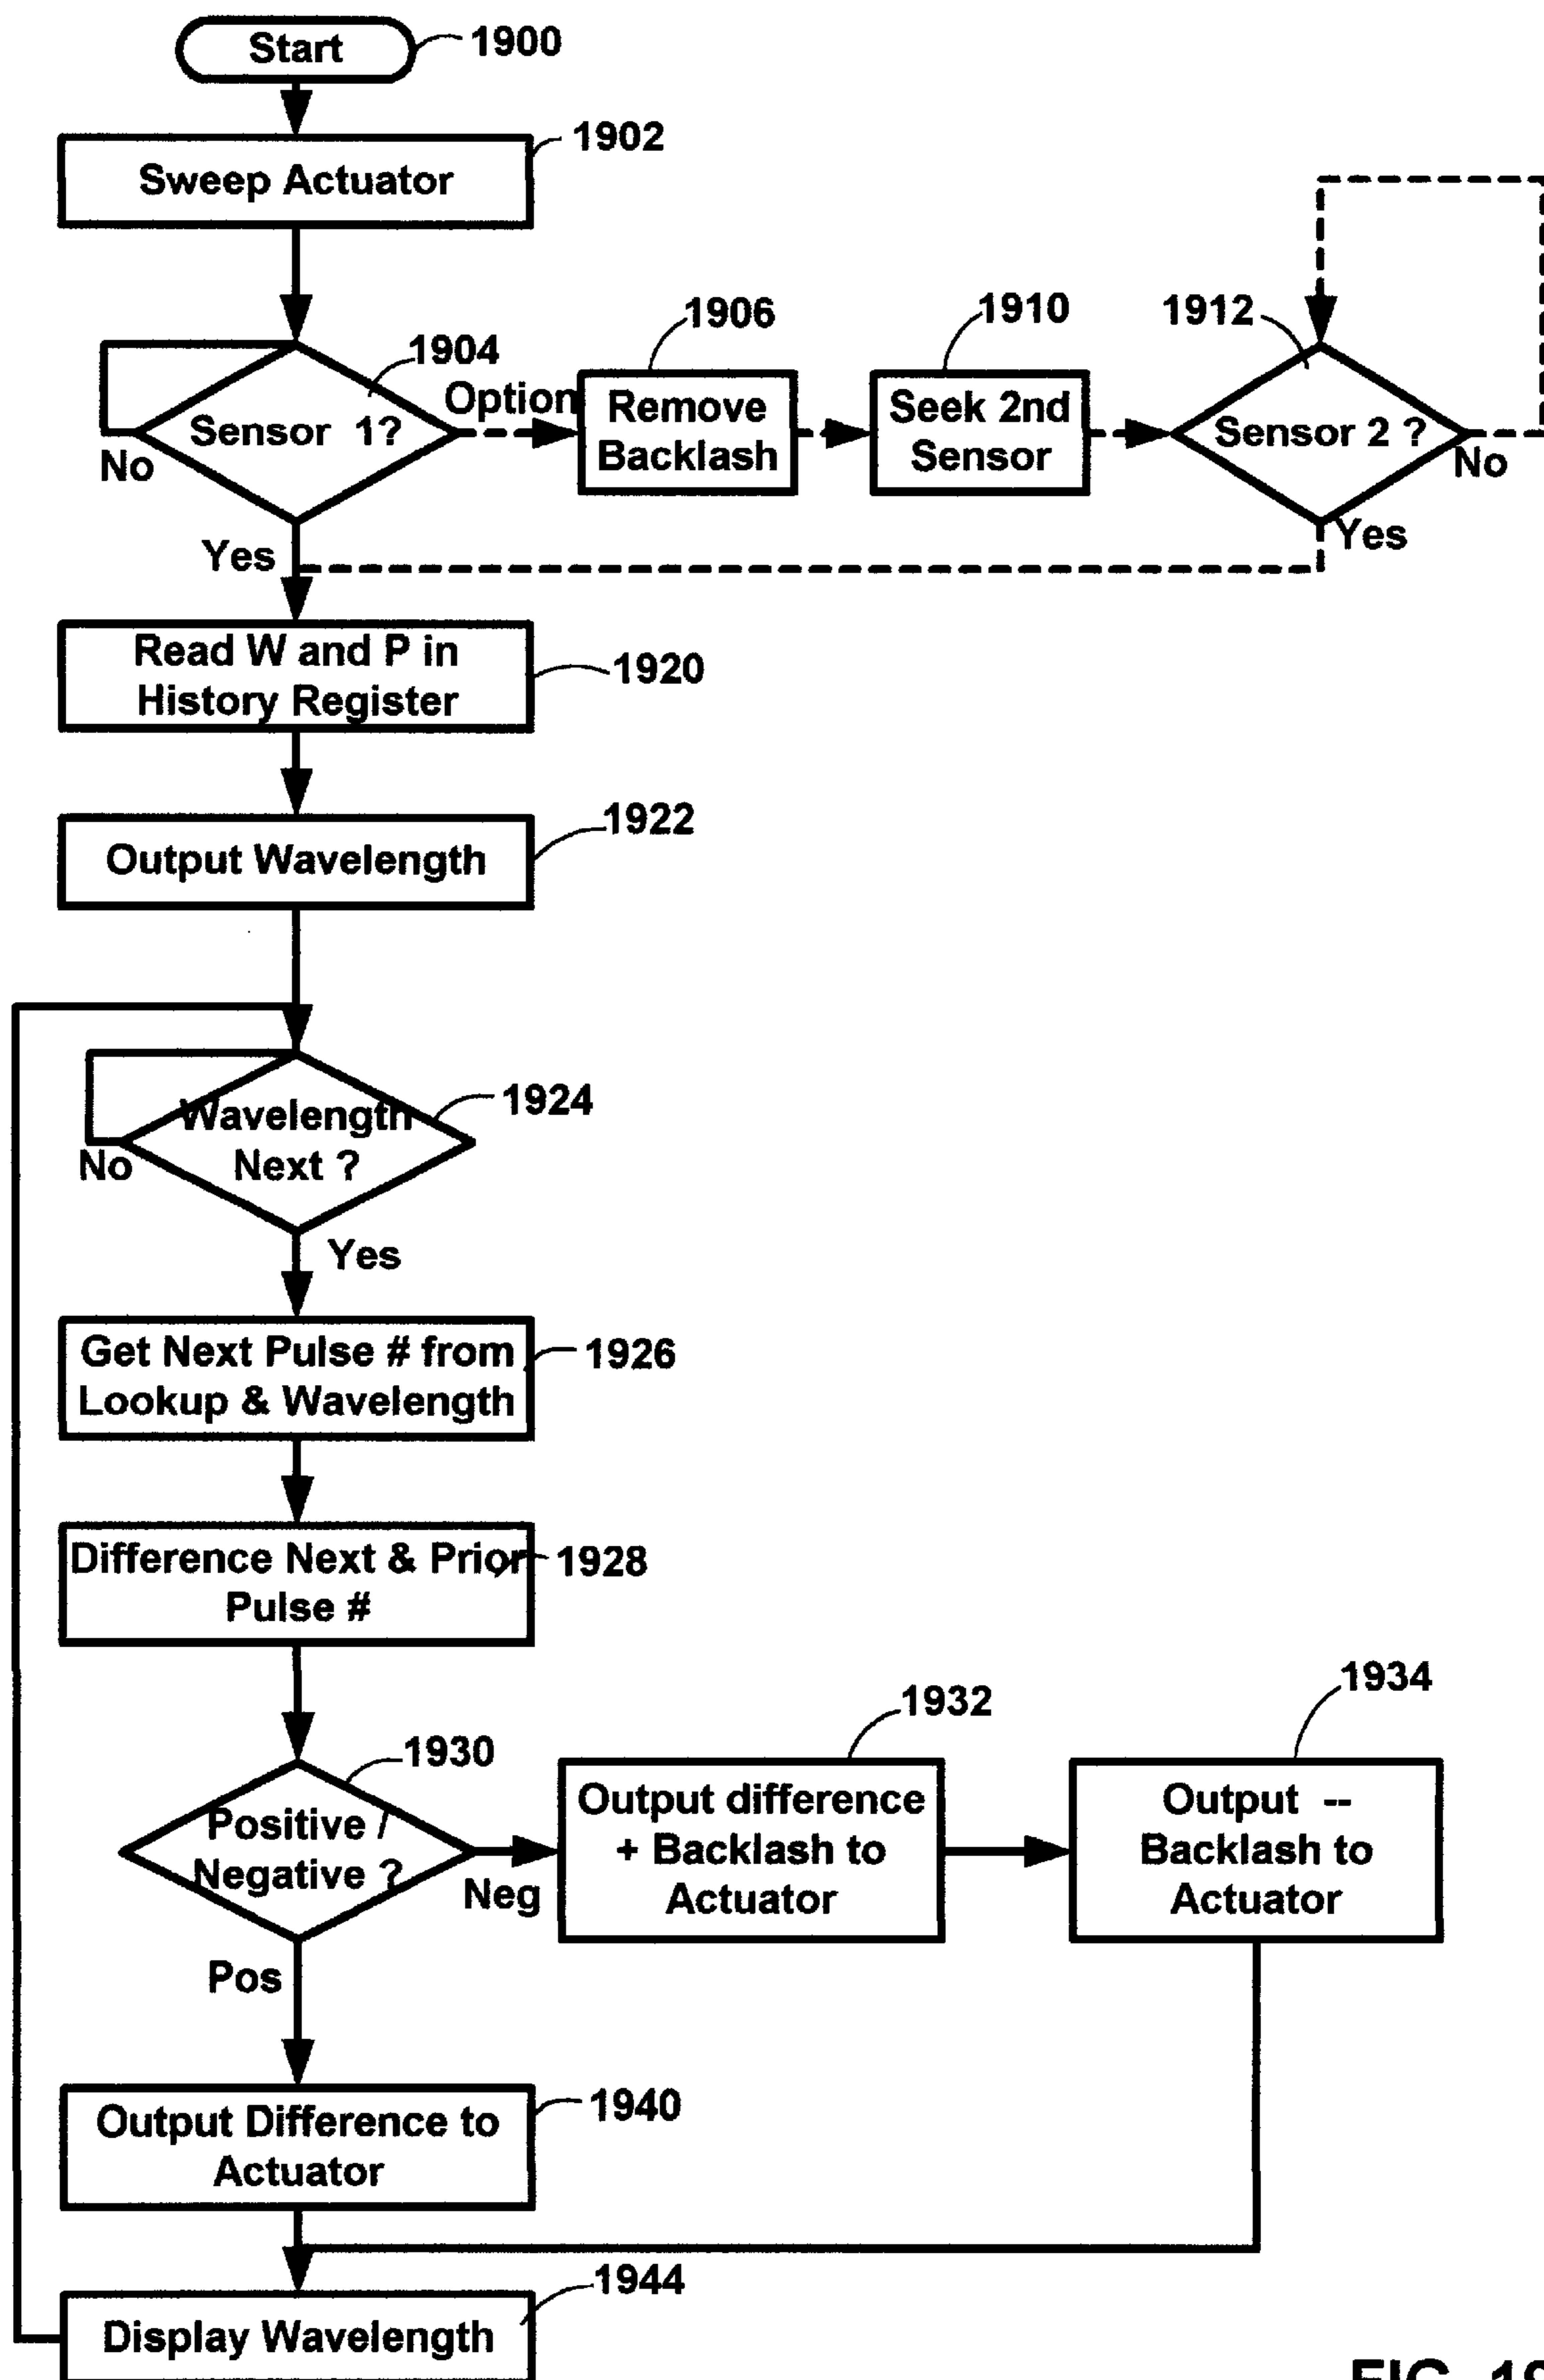 Start
1900
1902
Sweep Actuator
1904
Sensor 1?
No
Yes
Option
1906
Remove
Backlash
1910
Seek 2nd
Sensor
1912
Sensor 2 ?
No
Yes
Read W and P in
History Register
1920
1922
Output Wavelength
1924
Wavelength
Next ?
No
Yes
Get Next Pulse # from
Lookup & Wavelength
1926
Difference Next & Prior
Pulse #
1928
1930
Positive /
Negative ?
Neg
Pos
1932
Output difference
+ Backlash to
Actuator
1934
Output --
Backlash to
Actuator
Output Difference to
Actuator
1940
1944
Display Wavelength
FIG. 19